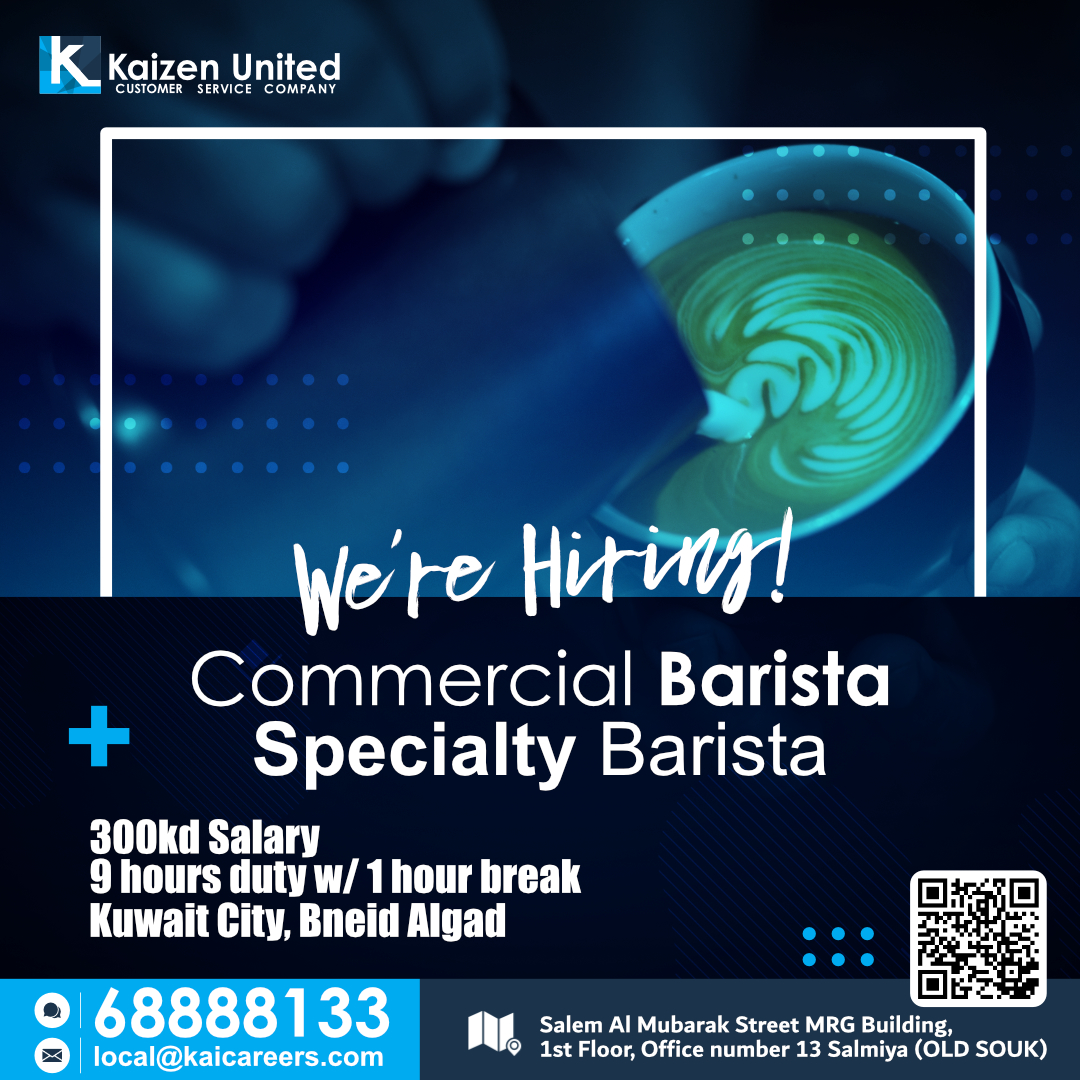 K Kaizen United
CUSTOMER SERVICE COMPANY
We're Hiring!
Commercial Barista
Specialty Barista
300kd Salary
9 hours duty w/ 1 hour break
Kuwait City, Bneid Algad
68888133
local@kaicareers.com
Salem Al Mubarak Street MRG Building,
1st Floor, Office number 13 Salmiya (OLD SOUK)